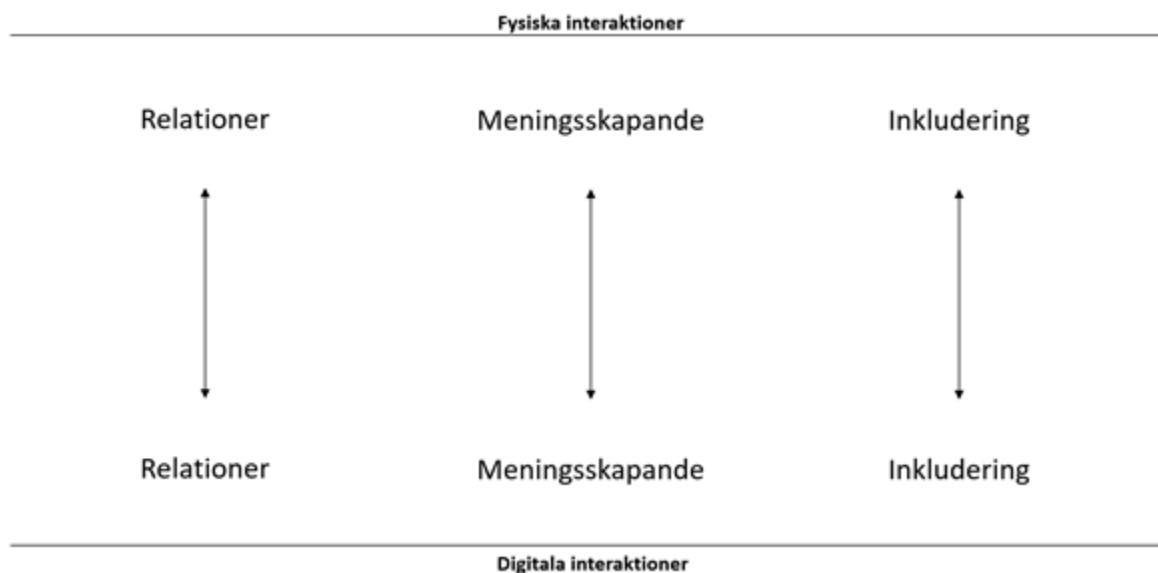 Fysiska interaktioner
Relationer Meningsskapande Inkludering
Relationer Meningsskapande Inkludering
Digitala interaktioner